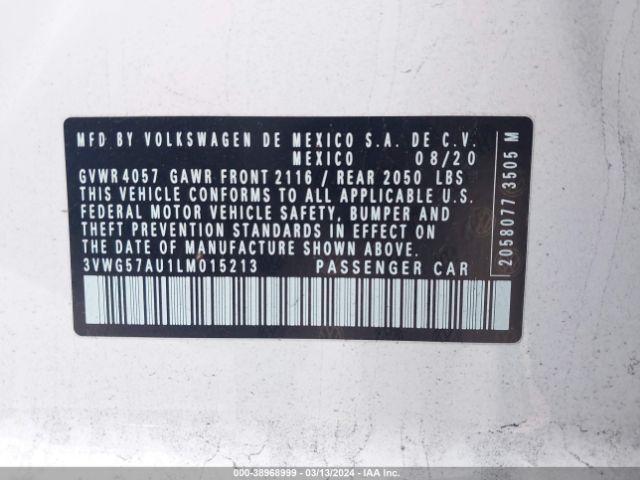 MFD BY VOLKSWAGEN DE MEXICO S.A. DE C.V.
MEXICO 08/20
GVWR 4057 GAWR FRONT 2116 / REAR 2050 LBS
THIS VEHICLE CONFORMS TO ALL APPLICABLE U.S.
FEDERAL MOTOR VEHICLE SAFETY, BUMPER AND
THEFT PREVENTION STANDARDS IN EFFECT ON
THE DATE OF MANUFACTURE SHOWN ABOVE.
3VWG57AU1LM015213 PASSENGER CAR
2058077 3505 M
000-38968999 - 03/13/2024 - IAA Inc.